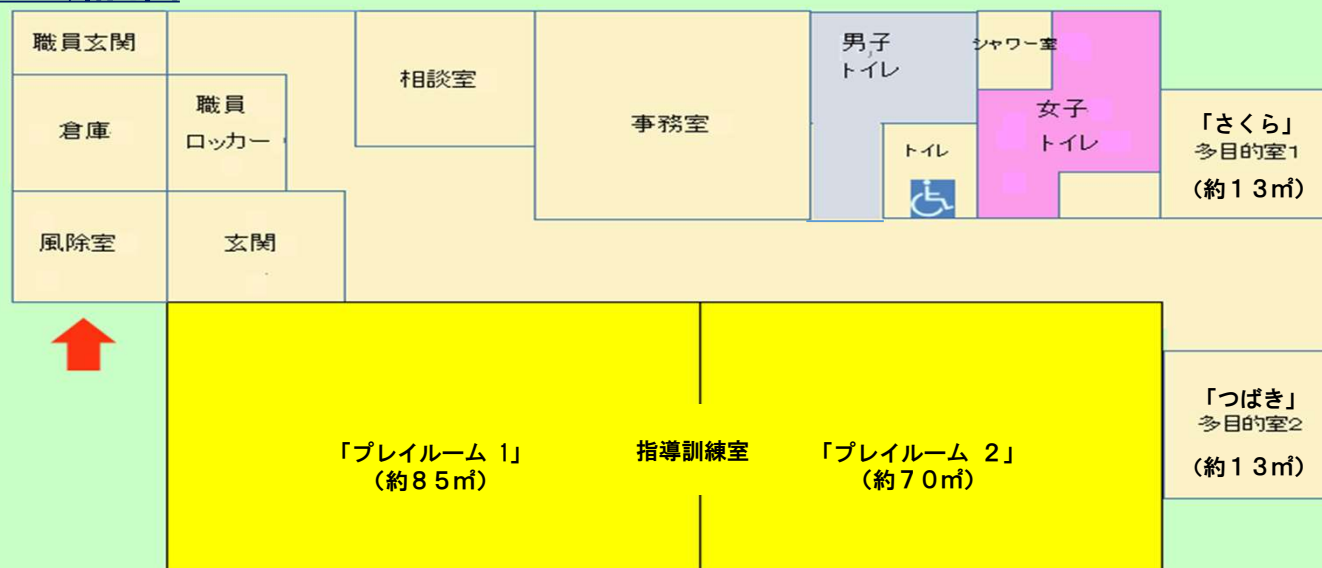 職員玄関
倉庫
職員
ロッカー
風除室
玄関
相談室
事務室
男子
トイレ
トイレ
シャワー室
女子
トイレ
「さくら」
多目的室1
(約13㎡)
「プレイルーム 1」
(約85㎡)
指導訓練室
「プレイルーム 2」
(約70㎡)
「つばき」
多目的室2
(約13㎡)